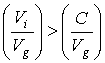 (V_i / V_g) > (C / V_g)